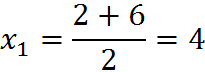 x₁ = (2 + 6)/2 = 4